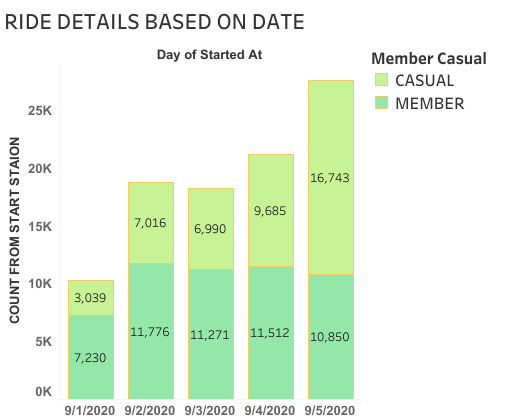 RIDE DETAILS BASED ON DATE
Day of Started At
Member Casual
CASUAL
MEMBER
COUNT FROM START STAION
25K
20K
15K
10K
5K
0K
3,039
7,230
7,016
11,776
6,990
11,271
9,685
11,512
16,743
10,850
9/1/2020 9/2/2020 9/3/2020 9/4/2020 9/5/2020